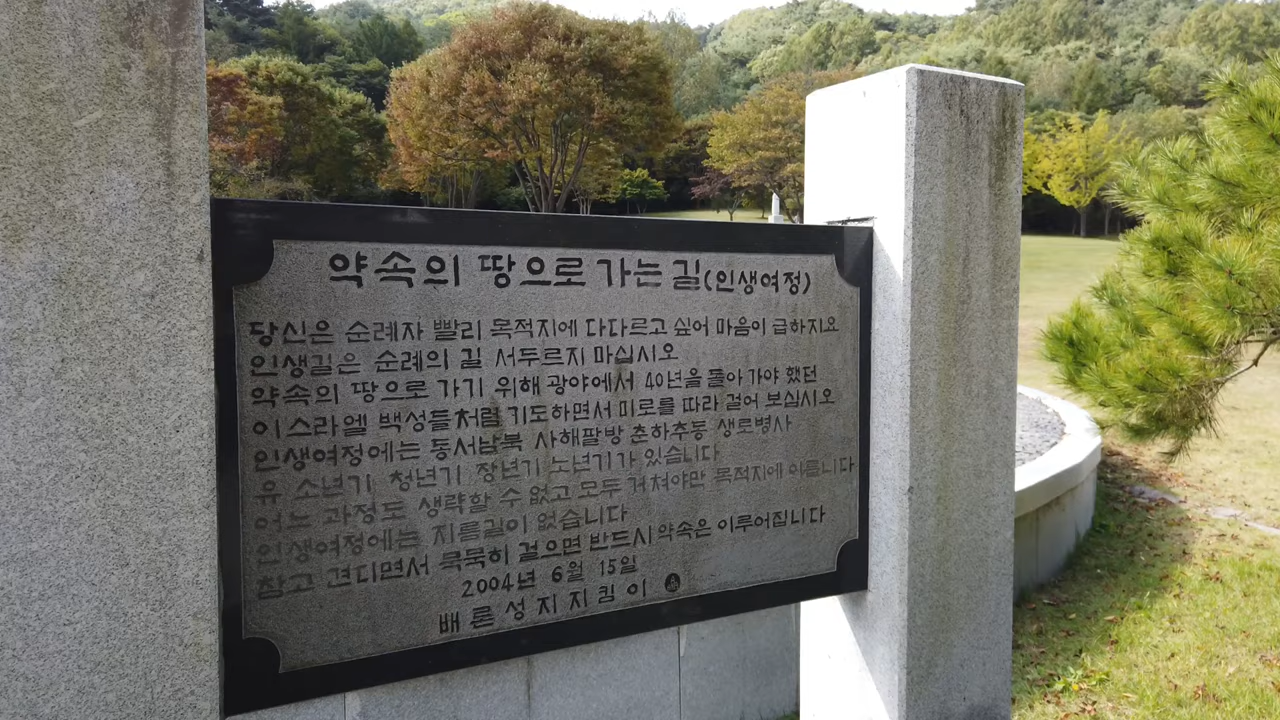 약속의 땅으로 가는 길(인생여정)
당신은 순례자 빨리 목적지에 다다르고 싶어 마음이 급하지요
인생길은 순례의 길 서두르지 마십시오
약속의 땅으로 가기 위해 광야에서 40년을 돌아 가야 했던
이스라엘 백성들처럼 기도하면서 미로를 따라 걸어 보십시오
인생여정에는 동서남북 사해팔방 춘하추동 생로병사
유 소년기 청년기 장년기 노년기가 있습니다
어느 과정도 생략할 수 없고 모두 거쳐야만 목적지에 이릅니다
인생여정에는 지름길이 없습니다
참고 견디면서 묵묵히 걸으면 반드시 약속은 이루어집니다
2004년 6월 15일
배론성지지킴이